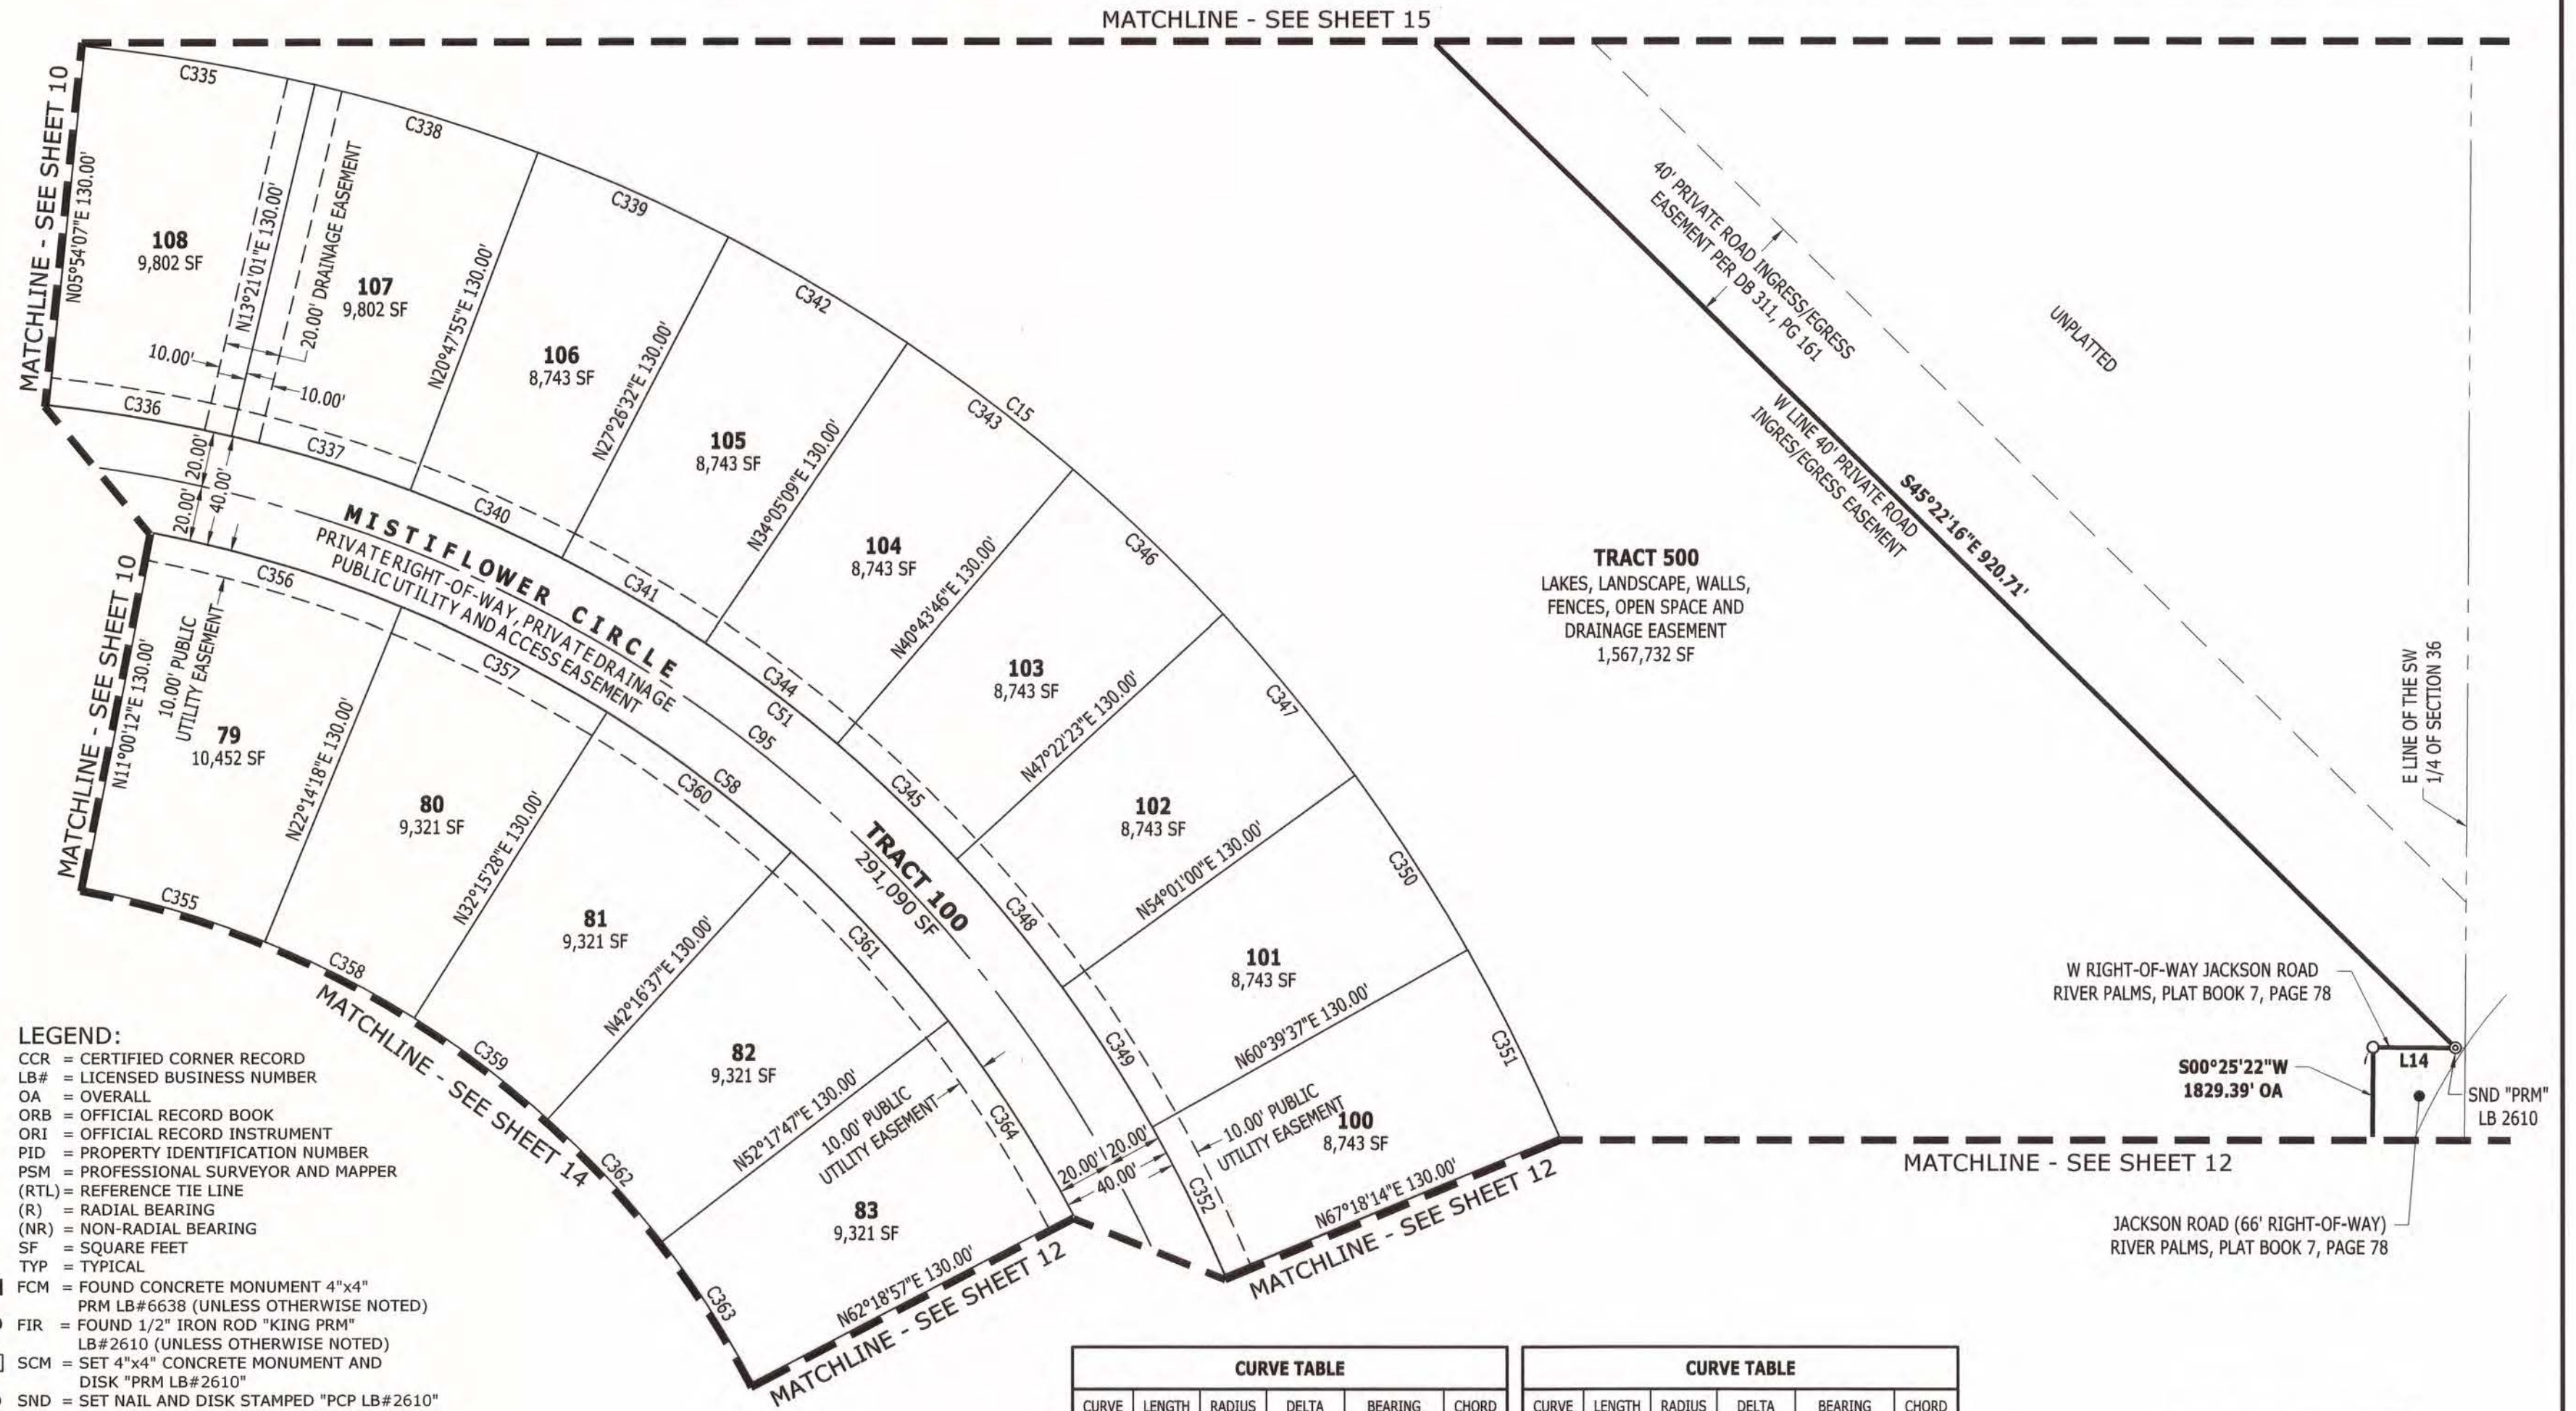 MATCHLINE - SEE SHEET 15
MATCHLINE - SEE SHEET 10
C335
C338
C339
C342
C343
C15
C346
C347
C350
C351
N05°54'07"E 130.00'
108
9,802 SF
N13°21'01"E 130.00'
20.00' DRAINAGE EASEMENT
10.00'
10.00'
107
9,802 SF
N20°47'55"E 130.00'
106
8,743 SF
N27°26'32"E 130.00'
105
8,743 SF
N34°05'09"E 130.00'
104
8,743 SF
N40°43'46"E 130.00'
103
8,743 SF
N47°22'23"E 130.00'
102
8,743 SF
N54°01'00"E 130.00'
101
8,743 SF
N60°39'37"E 130.00'
100
8,743 SF
10.00' PUBLIC
UTILITY EASEMENT
N67°18'14"E 130.00'
MATCHLINE - SEE SHEET 12
C336
C337
C340
C341
C344
C51
C95
C345
C348
C349
C352
20.00'
20.00'
40.00'
MISTIFLOWER CIRCLE
PRIVATE RIGHT-OF-WAY, PRIVATE DRAINAGE
PUBLIC UTILITY AND ACCESS EASEMENT
TRACT 100
291,090 SF
20.00'
20.00'
40.00'
C356
C357
C58
C360
C361
C364
MATCHLINE - SEE SHEET 10
N11°00'12"E 130.00'
10.00' PUBLIC
UTILITY EASEMENT
79
10,452 SF
N22°14'18"E 130.00'
80
9,321 SF
N32°15'28"E 130.00'
81
9,321 SF
N42°16'37"E 130.00'
82
9,321 SF
N52°17'47"E 130.00'
10.00' PUBLIC
UTILITY EASEMENT
83
9,321 SF
N62°18'57"E 130.00'
MATCHLINE - SEE SHEET 12
C355
C358
C359
C362
C363
MATCHLINE - SEE SHEET 14
40' PRIVATE ROAD INGRESS/EGRESS
EASEMENT PER DB 311, PG 161
UNPLATTED
W LINE 40' PRIVATE ROAD
INGRES/EGRESS EASEMENT
S45°22'16"E 920.71'
TRACT 500
LAKES, LANDSCAPE, WALLS,
FENCES, OPEN SPACE AND
DRAINAGE EASEMENT
1,567,732 SF
E LINE OF THE SW
1/4 OF SECTION 36
W RIGHT-OF-WAY JACKSON ROAD
RIVER PALMS, PLAT BOOK 7, PAGE 78
L14
S00°25'22"W
1829.39' OA
SND "PRM"
LB 2610
MATCHLINE - SEE SHEET 12
JACKSON ROAD (66' RIGHT-OF-WAY)
RIVER PALMS, PLAT BOOK 7, PAGE 78
LEGEND:
CCR = CERTIFIED CORNER RECORD
LB# = LICENSED BUSINESS NUMBER
OA = OVERALL
ORB = OFFICIAL RECORD BOOK
ORI = OFFICIAL RECORD INSTRUMENT
PID = PROPERTY IDENTIFICATION NUMBER
PSM = PROFESSIONAL SURVEYOR AND MAPPER
(RTL) = REFERENCE TIE LINE
(R) = RADIAL BEARING
(NR) = NON-RADIAL BEARING
SF = SQUARE FEET
TYP = TYPICAL
FCM = FOUND CONCRETE MONUMENT 4"x4"
PRM LB#6638 (UNLESS OTHERWISE NOTED)
FIR = FOUND 1/2" IRON ROD "KING PRM"
LB#2610 (UNLESS OTHERWISE NOTED)
SCM = SET 4"x4" CONCRETE MONUMENT AND
DISK "PRM LB#2610"
SND = SET NAIL AND DISK STAMPED "PCP LB#2610"
CURVE TABLE
CURVE LENGTH RADIUS DELTA BEARING CHORD
CURVE TABLE
CURVE LENGTH RADIUS DELTA BEARING CHORD